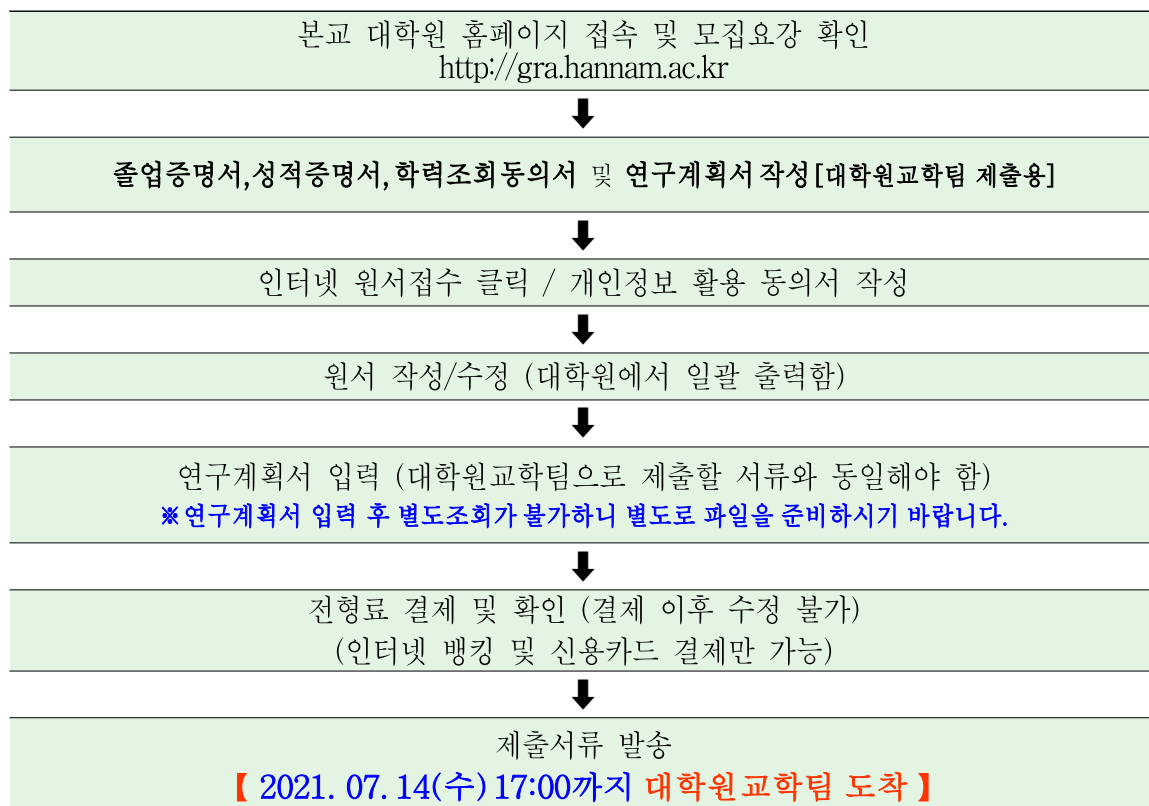 본교 대학원 홈페이지 접속 및 모집요강 확인
http://gra.hannam.ac.kr
졸업증명서,성적증명서,학력조회동의서 및 연구계획서작성[대학원교학팀 제출용]
인터넷 원서접수 클릭 / 개인정보 활용 동의서 작성
원서 작성/수정 (대학원에서 일괄 출력함)
연구계획서 입력 (대학원교학팀으로 제출할 서류와 동일해야 함)
※연구계획서 입력 후 별도조회가 불가하니 별도로 파일을 준비하시기 바랍니다.
전형료 결제 및 확인 (결제 이후 수정 불가)
(인터넷 뱅킹 및 신용카드 결제만 가능)
제출서류 발송
【 2021. 07. 14(수) 17:00까지 대학원교학팀 도착 】